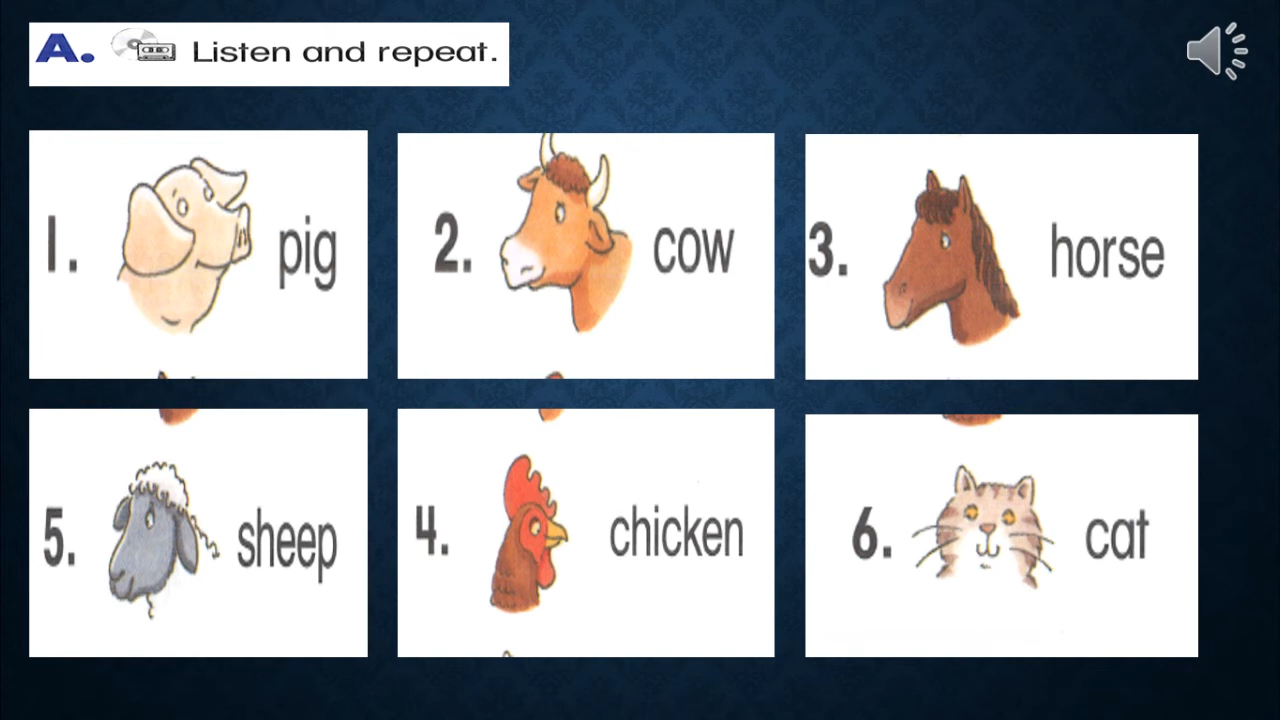 A. Listen and repeat.
1. pig
2. cow
3. horse
5. sheep
4. chicken
6. cat